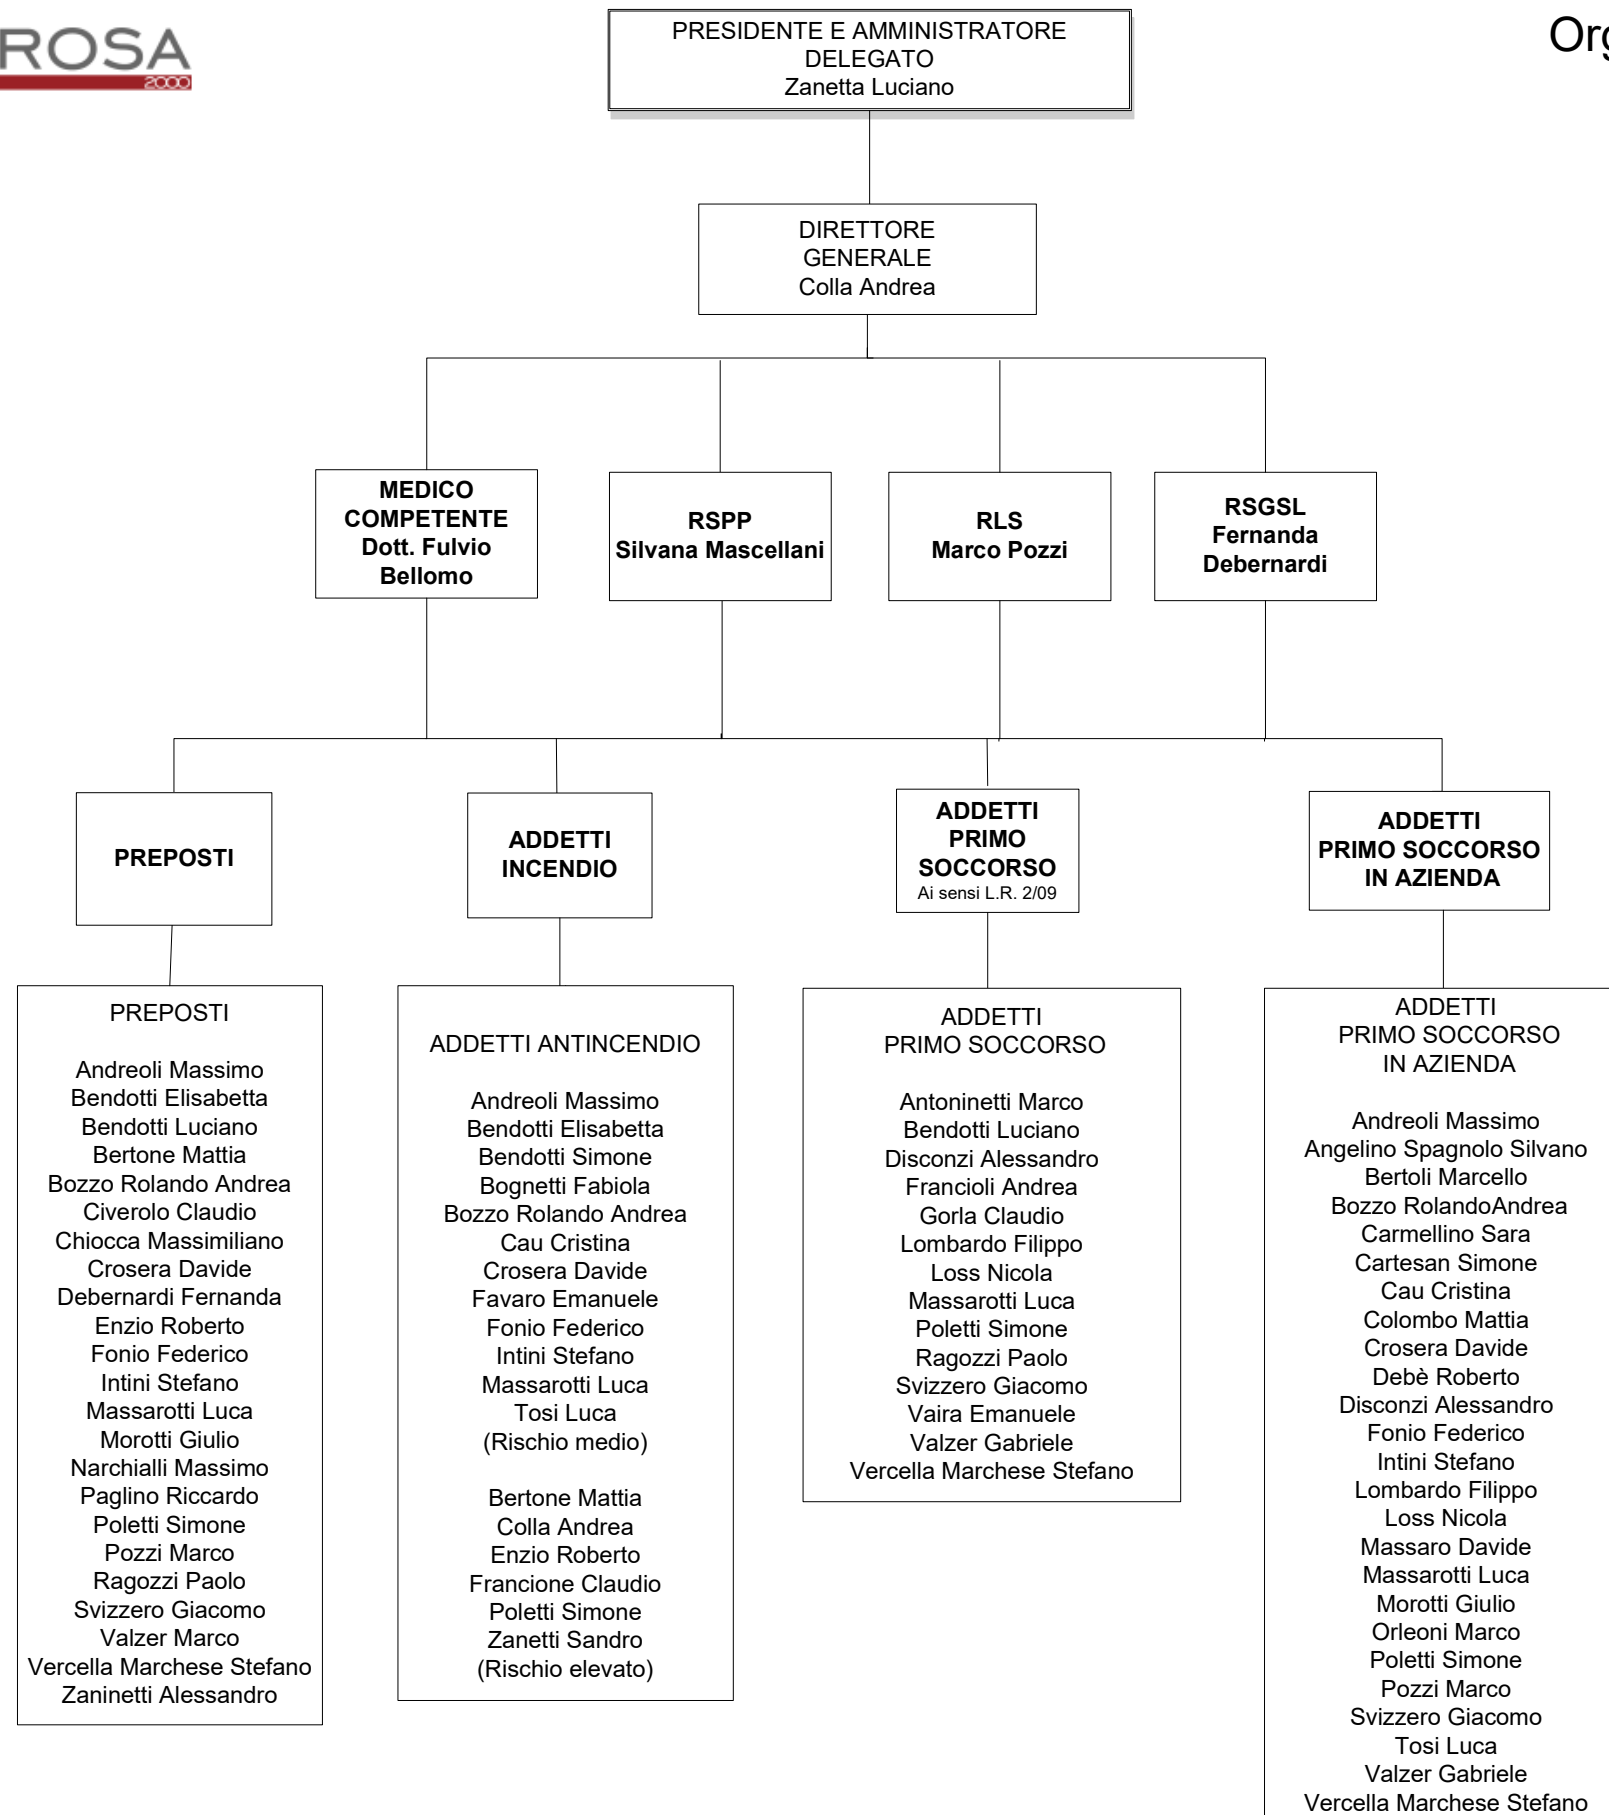 ROSA
2000
Org
PRESIDENTE E AMMINISTRATORE
DELEGATO
Zanetta Luciano
DIRETTORE
GENERALE
Colla Andrea
MEDICO
COMPETENTE
Dott. Fulvio
Bellomo
RSPP
Silvana Mascellani
RLS
Marco Pozzi
RSGSL
Fernanda
Debernardi
PREPOSTI
ADDETTI
INCENDIO
ADDETTI
PRIMO
SOCCORSO
Ai sensi L.R. 2/09
ADDETTI
PRIMO SOCCORSO
IN AZIENDA
PREPOSTI
Andreoli Massimo
Bendotti Elisabetta
Bendotti Luciano
Bertone Mattia
Bozzo Rolando Andrea
Civerolo Claudio
Chiocca Massimiliano
Crosera Davide
Debernardi Fernanda
Enzio Roberto
Fonio Federico
Intini Stefano
Massarotti Luca
Morotti Giulio
Narchialli Massimo
Paglino Riccardo
Poletti Simone
Pozzi Marco
Ragozzi Paolo
Svizzero Giacomo
Valzer Marco
Vercella Marchese Stefano
Zaninetti Alessandro
ADDETTI ANTINCENDIO
Andreoli Massimo
Bendotti Elisabetta
Bendotti Simone
Bognetti Fabiola
Bozzo Rolando Andrea
Cau Cristina
Crosera Davide
Favaro Emanuele
Fonio Federico
Intini Stefano
Massarotti Luca
Tosi Luca
(Rischio medio)
Bertone Mattia
Colla Andrea
Enzio Roberto
Francione Claudio
Poletti Simone
Zanetti Sandro
(Rischio elevato)
ADDETTI
PRIMO SOCCORSO
Antoninetti Marco
Bendotti Luciano
Disconzi Alessandro
Francioli Andrea
Gorla Claudio
Lombardo Filippo
Loss Nicola
Massarotti Luca
Poletti Simone
Ragozzi Paolo
Svizzero Giacomo
Vaira Emanuele
Valzer Gabriele
Vercella Marchese Stefano
ADDETTI
PRIMO SOCCORSO
IN AZIENDA
Andreoli Massimo
Angelino Spagnolo Silvano
Bertoli Marcello
Bozzo RolandoAndrea
Carmellino Sara
Cartesan Simone
Cau Cristina
Colombo Mattia
Crosera Davide
Debè Roberto
Disconzi Alessandro
Fonio Federico
Intini Stefano
Lombardo Filippo
Loss Nicola
Massaro Davide
Massarotti Luca
Morotti Giulio
Orleoni Marco
Poletti Simone
Pozzi Marco
Svizzero Giacomo
Tosi Luca
Valzer Gabriele
Vercella Marchese Stefano